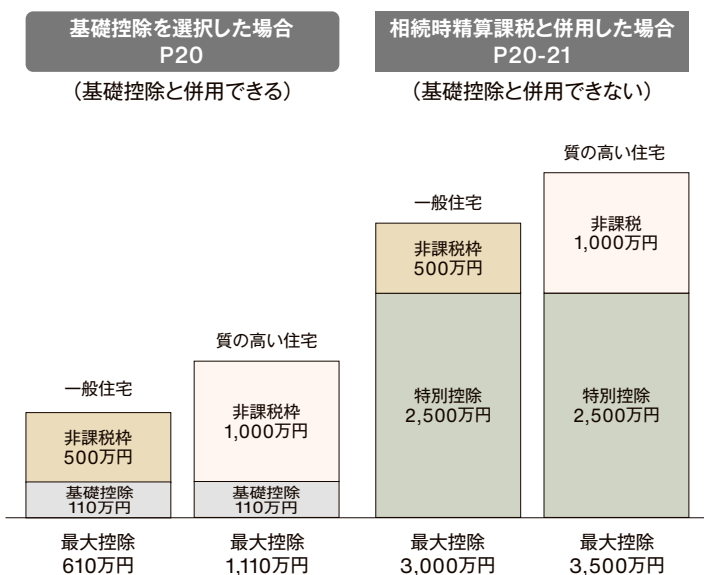 基礎控除を選択した場合
P20
(基礎控除と併用できる)
相続時精算課税と併用した場合
P20-21
(基礎控除と併用できない)
一般住宅
非課税枠
500万円
基礎控除
110万円
最大控除
610万円
質の高い住宅
非課税枠
1,000万円
基礎控除
110万円
最大控除
1,110万円
一般住宅
非課税枠
500万円
特別控除
2,500万円
最大控除
3,000万円
質の高い住宅
非課税
1,000万円
特別控除
2,500万円
最大控除
3,500万円